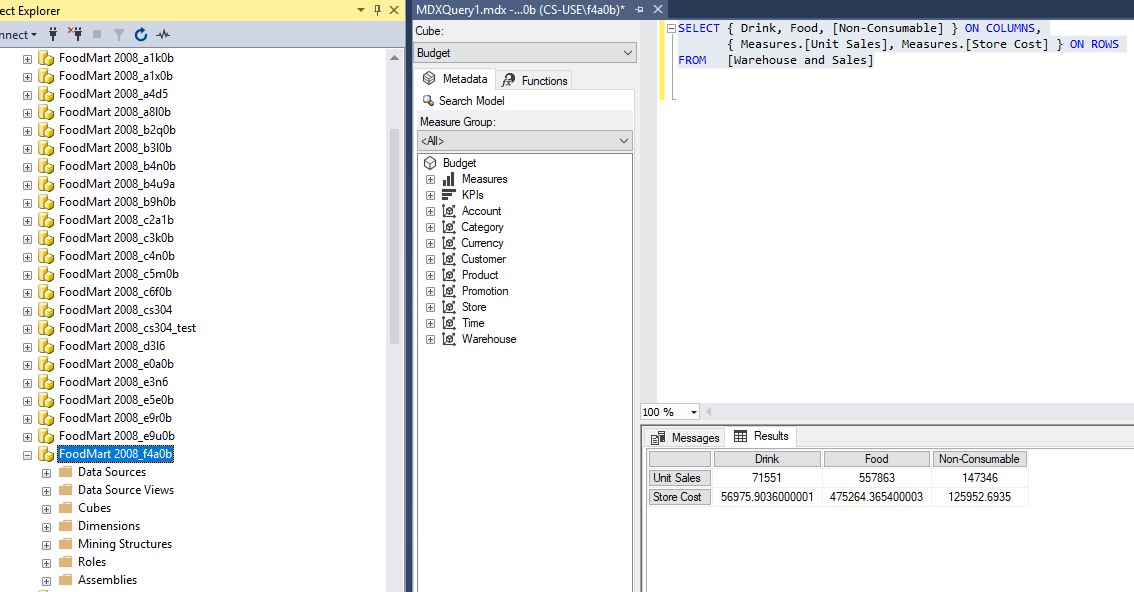 ect Explorer
nnect
FoodMart 2008_a1k0b
FoodMart 2008_a1x0b
FoodMart 2008_a4d5
FoodMart 2008_a8l0b
FoodMart 2008_b2q0b
FoodMart 2008_b3l0b
FoodMart 2008_b4n0b
FoodMart 2008_b4u9a
FoodMart 2008_b9h0b
FoodMart 2008_c2a1b
FoodMart 2008_c3k0b
FoodMart 2008_c4n0b
FoodMart 2008_c5m0b
FoodMart 2008_c6f0b
FoodMart 2008_cs304
FoodMart 2008_cs304_test
FoodMart 2008_d3l6
FoodMart 2008_e0a0b
FoodMart 2008_e3n6
FoodMart 2008_e5e0b
FoodMart 2008_e9r0b
FoodMart 2008_e9u0b
FoodMart 2008_f4a0b
Data Sources
Data Source Views
Cubes
Dimensions
Mining Structures
Roles
Assemblies
MDXQuery1.mdx -...0b (CS-USE\f4a0b)*
Cube:
Budget
Metadata Functions
Search Model
Measure Group:
<All>
Budget
Measures
KPIs
Account
Category
Currency
Customer
Product
Promotion
Store
Time
Warehouse
SELECT { Drink, Food, [Non-Consumable] } ON COLUMNS,
{ Measures.[Unit Sales], Measures.[Store Cost] } ON ROWS
FROM [Warehouse and Sales]
100 %
Messages Results
Drink Food Non-Consumable
Unit Sales 71551 557863 147346
Store Cost 56975.9036000001 475264.365400003 125952.6935